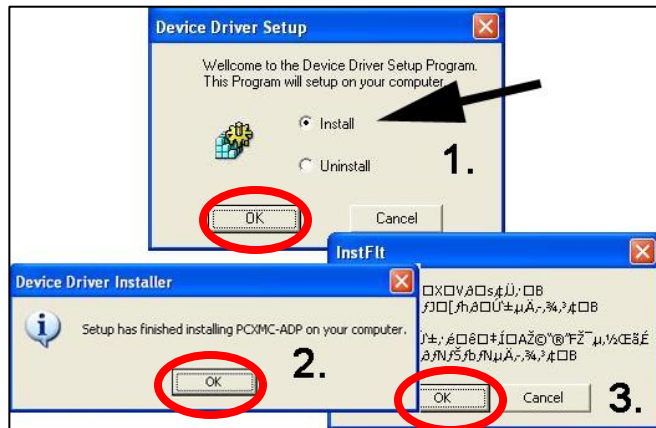 Device Driver Setup
Wellcome to the Device Driver Setup Program.
This Program will setup on your computer.
Install
Uninstall
1.
OK
Cancel
InstFlt
Device Driver Installer
Setup has finished installing PCXMC-ADP on your computer.
OK
2.
OK
Cancel
3.